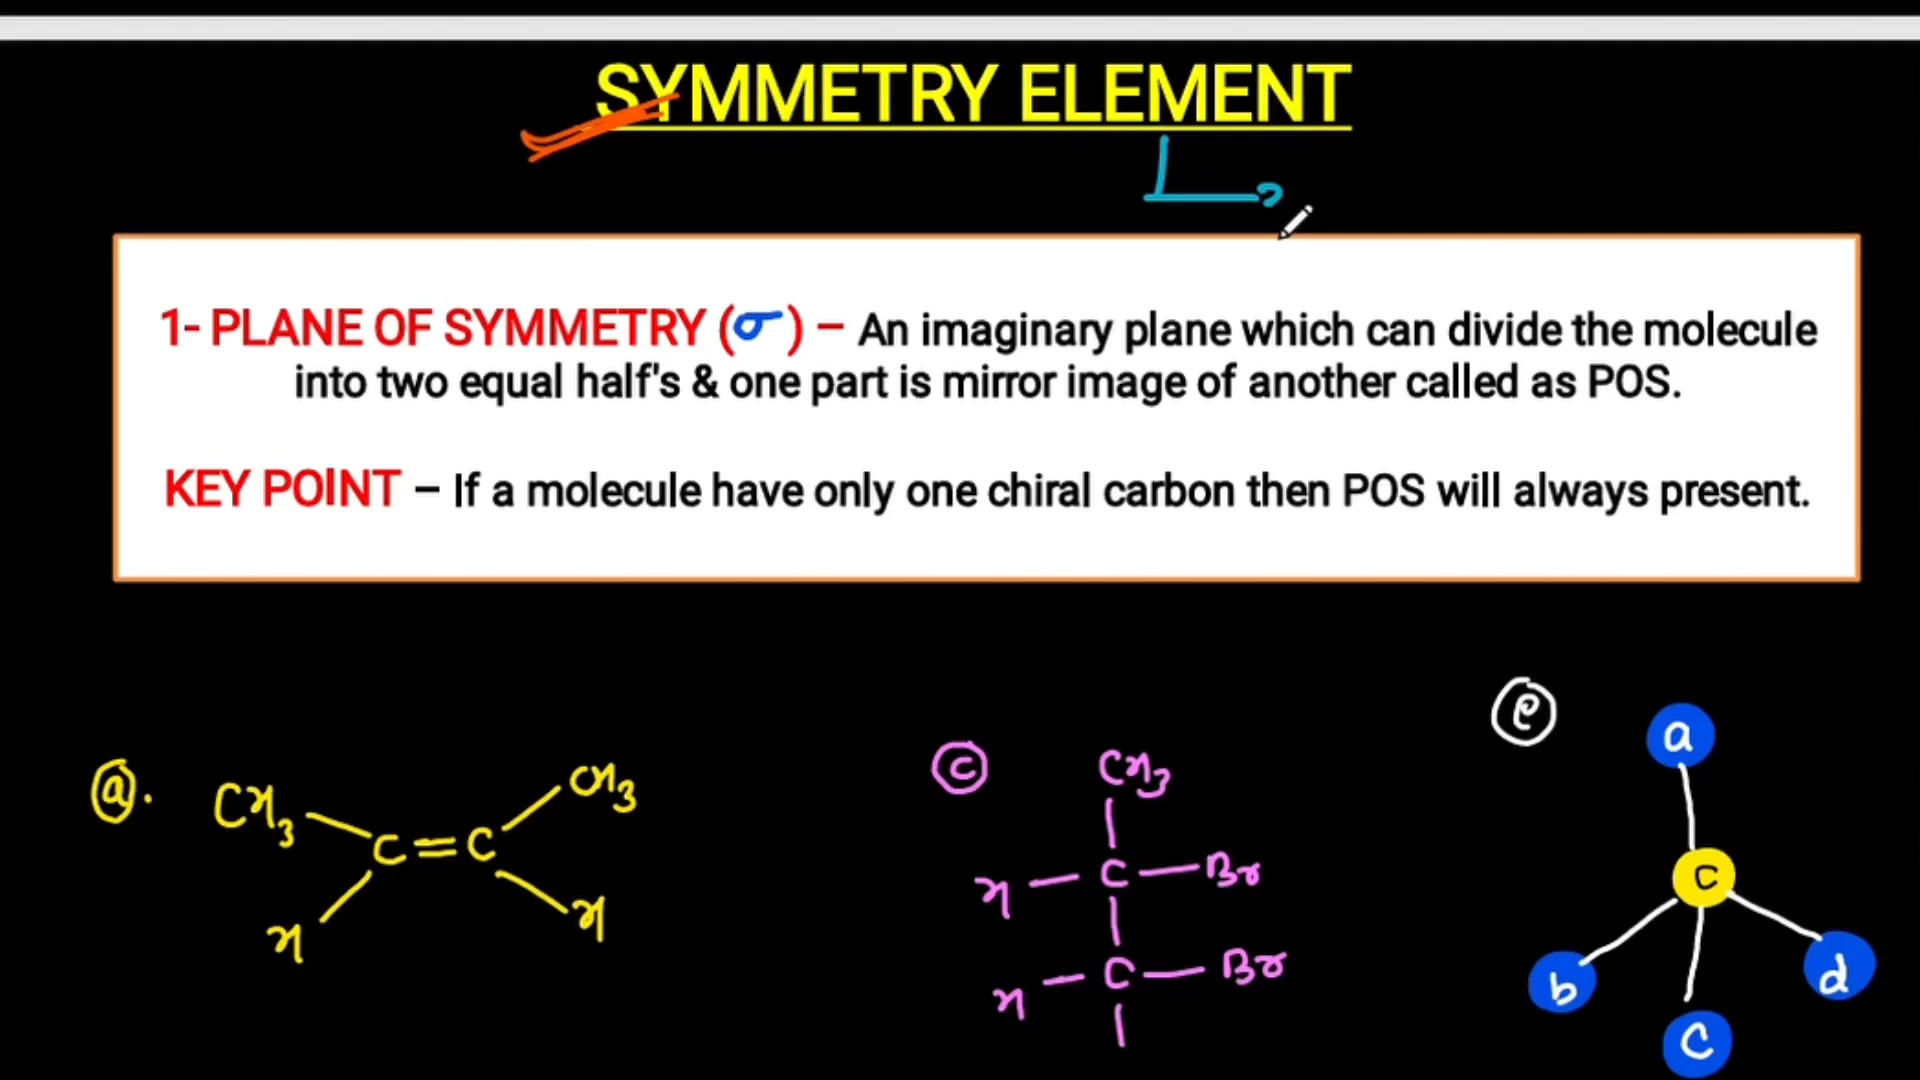 SYMMETRY ELEMENT
1- PLANE OF SYMMETRY (σ) – An imaginary plane which can divide the molecule
into two equal half's & one part is mirror image of another called as POS.
KEY POINT – If a molecule have only one chiral carbon then POS will always present.
ⓐ. CH3 C=C CH3
H H
ⓒ CH3
H — C — Br
H — C — Br
ⓔ a
C
b d
C